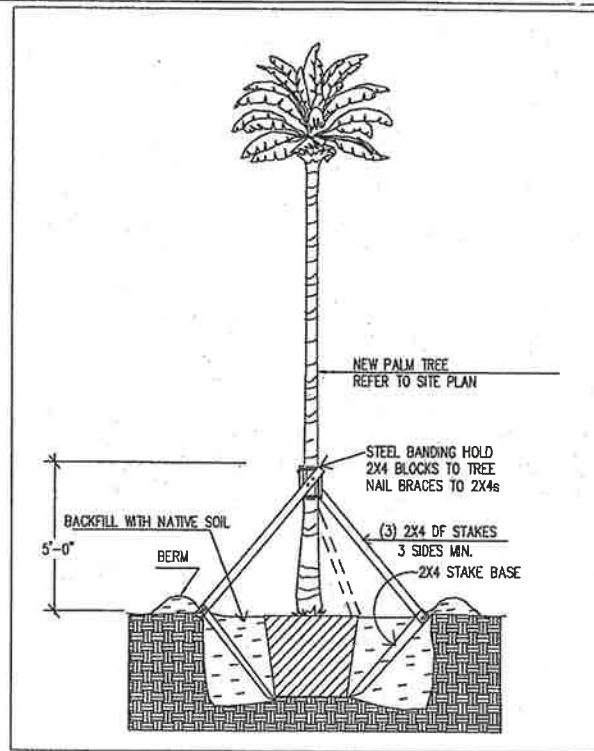 NEW PALM TREE
REFER TO SITE PLAN
STEEL BANDING HOLD
2X4 BLOCKS TO TREE
NAIL BRACES TO 2X4s
BACKFILL WITH NATIVE SOIL
(3) 2X4 DF STAKES
3 SIDES MIN.
5'-0"
BERM
2X4 STAKE BASE